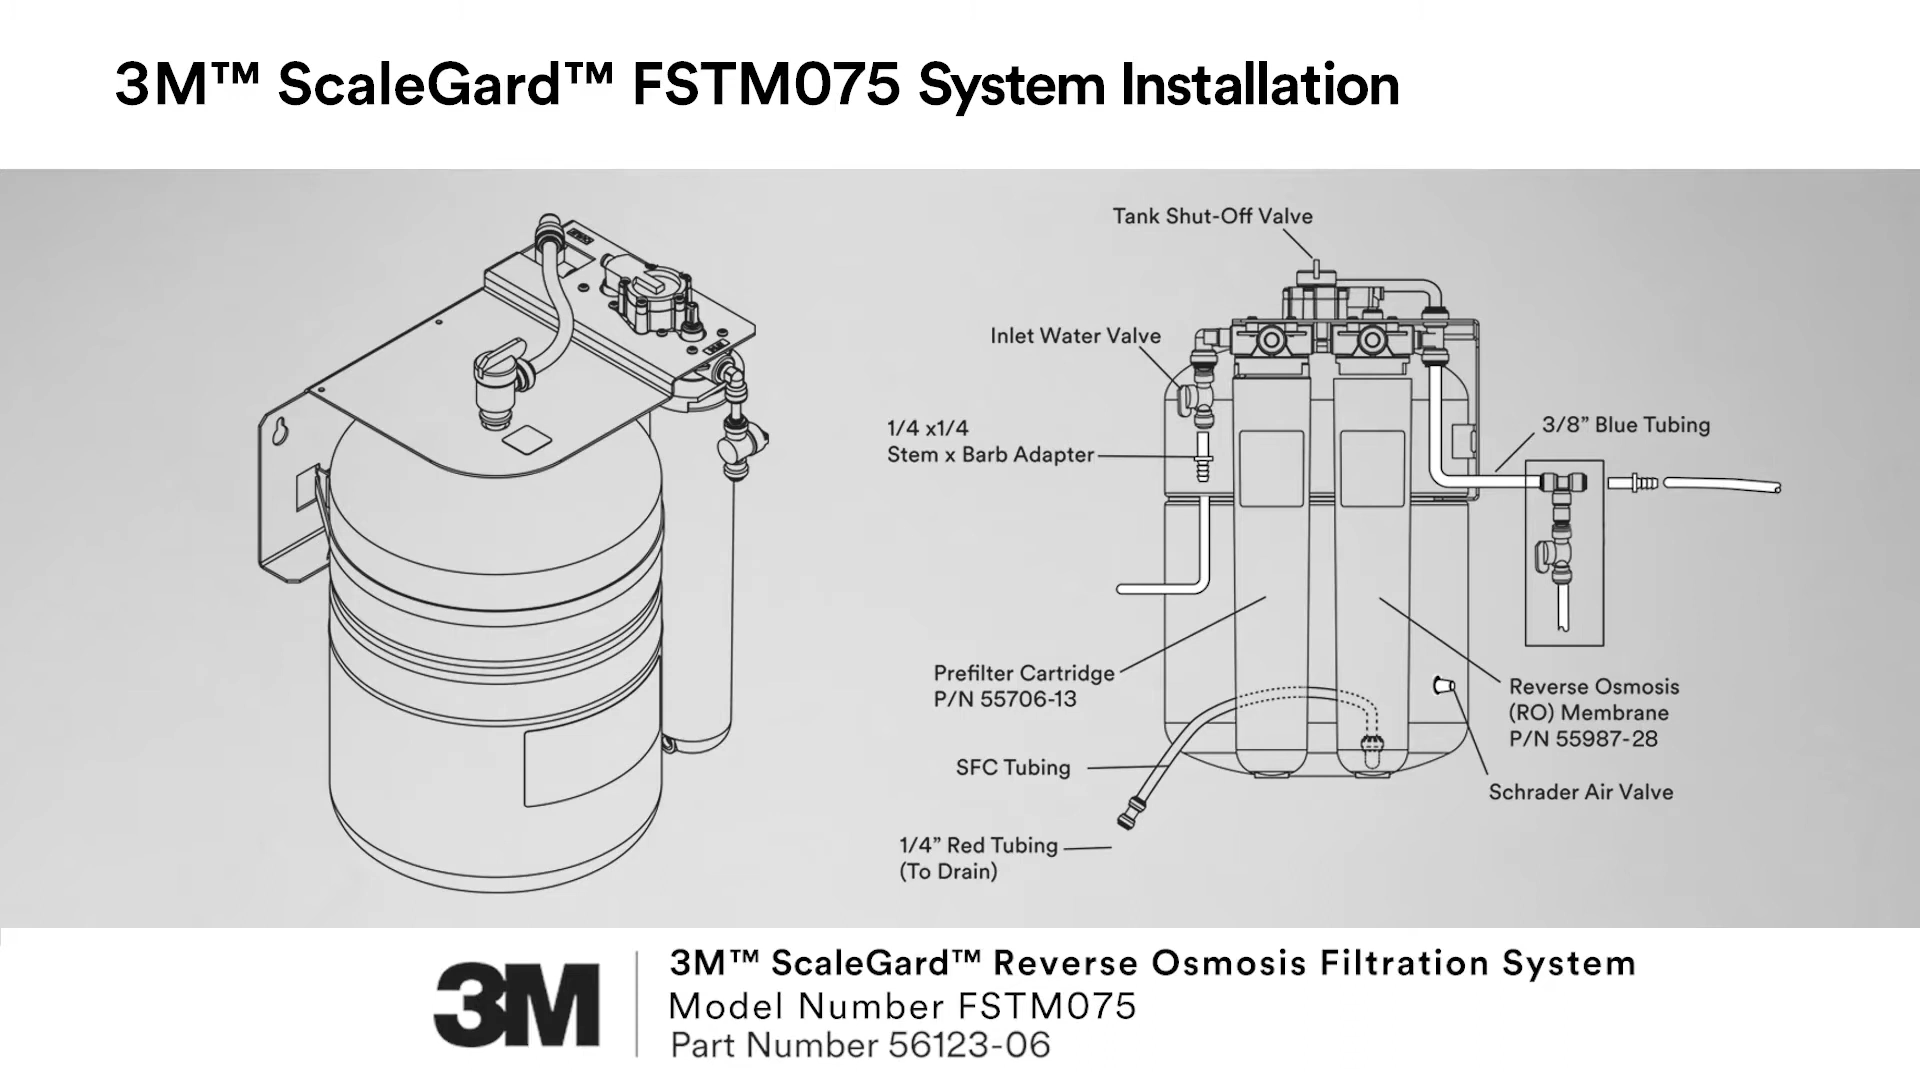 3M™ ScaleGard™ FSTM075 System Installation
Tank Shut-Off Valve
Inlet Water Valve
1/4 x1/4
Stem x Barb Adapter
3/8” Blue Tubing
Prefilter Cartridge
P/N 55706-13
Reverse Osmosis
(RO) Membrane
P/N 55987-28
SFC Tubing
Schrader Air Valve
1/4” Red Tubing
(To Drain)
3M
3M™ ScaleGard™ Reverse Osmosis Filtration System
Model Number FSTM075
Part Number 56123-06